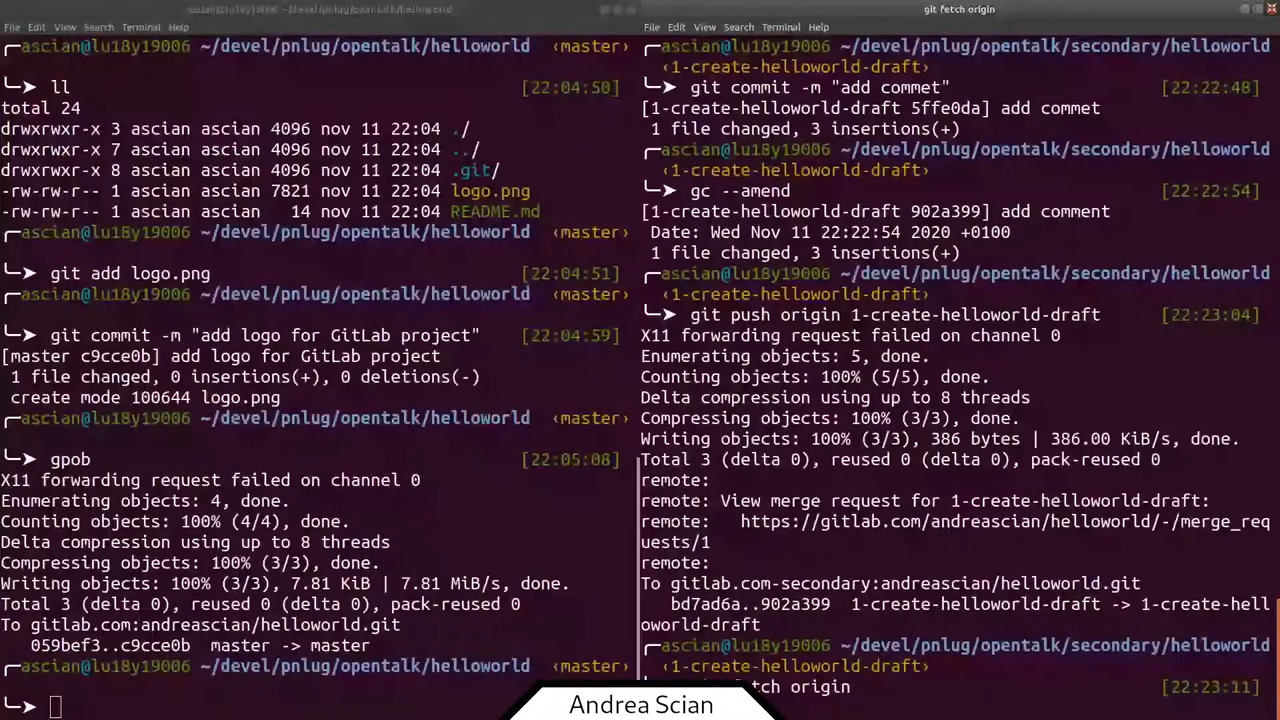 File Edit View Search Terminal Help
╭─ascian@lu18y19006 ~/devel/pnlug/opentalk/helloworld ‹master›
╰─➤ ll [22:04:50]
total 24
drwxrwxr-x 3 ascian ascian 4096 nov 11 22:04 ./
drwxrwxr-x 7 ascian ascian 4096 nov 11 22:04 ../
drwxrwxr-x 8 ascian ascian 4096 nov 11 22:04 .git/
-rw-rw-r-- 1 ascian ascian 7821 nov 11 22:04 logo.png
-rw-rw-r-- 1 ascian ascian 14 nov 11 22:04 README.md
╭─ascian@lu18y19006 ~/devel/pnlug/opentalk/helloworld ‹master›
╰─➤ git add logo.png [22:04:51]
╭─ascian@lu18y19006 ~/devel/pnlug/opentalk/helloworld ‹master›
╰─➤ git commit -m "add logo for GitLab project" [22:04:59]
[master c9cce0b] add logo for GitLab project
1 file changed, 0 insertions(+), 0 deletions(-)
create mode 100644 logo.png
╭─ascian@lu18y19006 ~/devel/pnlug/opentalk/helloworld ‹master›
╰─➤ gpob [22:05:08]
X11 forwarding request failed on channel 0
Enumerating objects: 4, done.
Counting objects: 100% (4/4), done.
Delta compression using up to 8 threads
Compressing objects: 100% (3/3), done.
Writing objects: 100% (3/3), 7.81 KiB | 7.81 MiB/s, done.
Total 3 (delta 0), reused 0 (delta 0), pack-reused 0
To gitlab.com:andreascian/helloworld.git
059bef3..c9cce0b master -> master
╭─ascian@lu18y19006 ~/devel/pnlug/opentalk/helloworld ‹master›
╰─➤
git fetch origin
File Edit View Search Terminal Help
╭─ascian@lu18y19006 ~/devel/pnlug/opentalk/secondary/helloworld
‹1-create-helloworld-draft›
╰─➤ git commit -m "add commet" [22:22:48]
[1-create-helloworld-draft 5ffe0da] add commet
1 file changed, 3 insertions(+)
╭─ascian@lu18y19006 ~/devel/pnlug/opentalk/secondary/helloworld
‹1-create-helloworld-draft›
╰─➤ gc --amend [22:22:54]
[1-create-helloworld-draft 902a399] add comment
Date: Wed Nov 11 22:22:54 2020 +0100
1 file changed, 3 insertions(+)
╭─ascian@lu18y19006 ~/devel/pnlug/opentalk/secondary/helloworld
‹1-create-helloworld-draft›
╰─➤ git push origin 1-create-helloworld-draft [22:23:04]
X11 forwarding request failed on channel 0
Enumerating objects: 5, done.
Counting objects: 100% (5/5), done.
Delta compression using up to 8 threads
Compressing objects: 100% (3/3), done.
Writing objects: 100% (3/3), 386 bytes | 386.00 KiB/s, done.
Total 3 (delta 0), reused 0 (delta 0), pack-reused 0
remote:
remote: View merge request for 1-create-helloworld-draft:
remote: https://gitlab.com/andreascian/helloworld/-/merge_req
uests/1
remote:
To gitlab.com-secondary:andreascian/helloworld.git
bd7ad6a..902a399 1-create-helloworld-draft -> 1-create-hell
oworld-draft
╭─ascian@lu18y19006 ~/devel/pnlug/opentalk/secondary/helloworld
‹1-create-helloworld-draft›
tch origin [22:23:11]
Andrea Scian